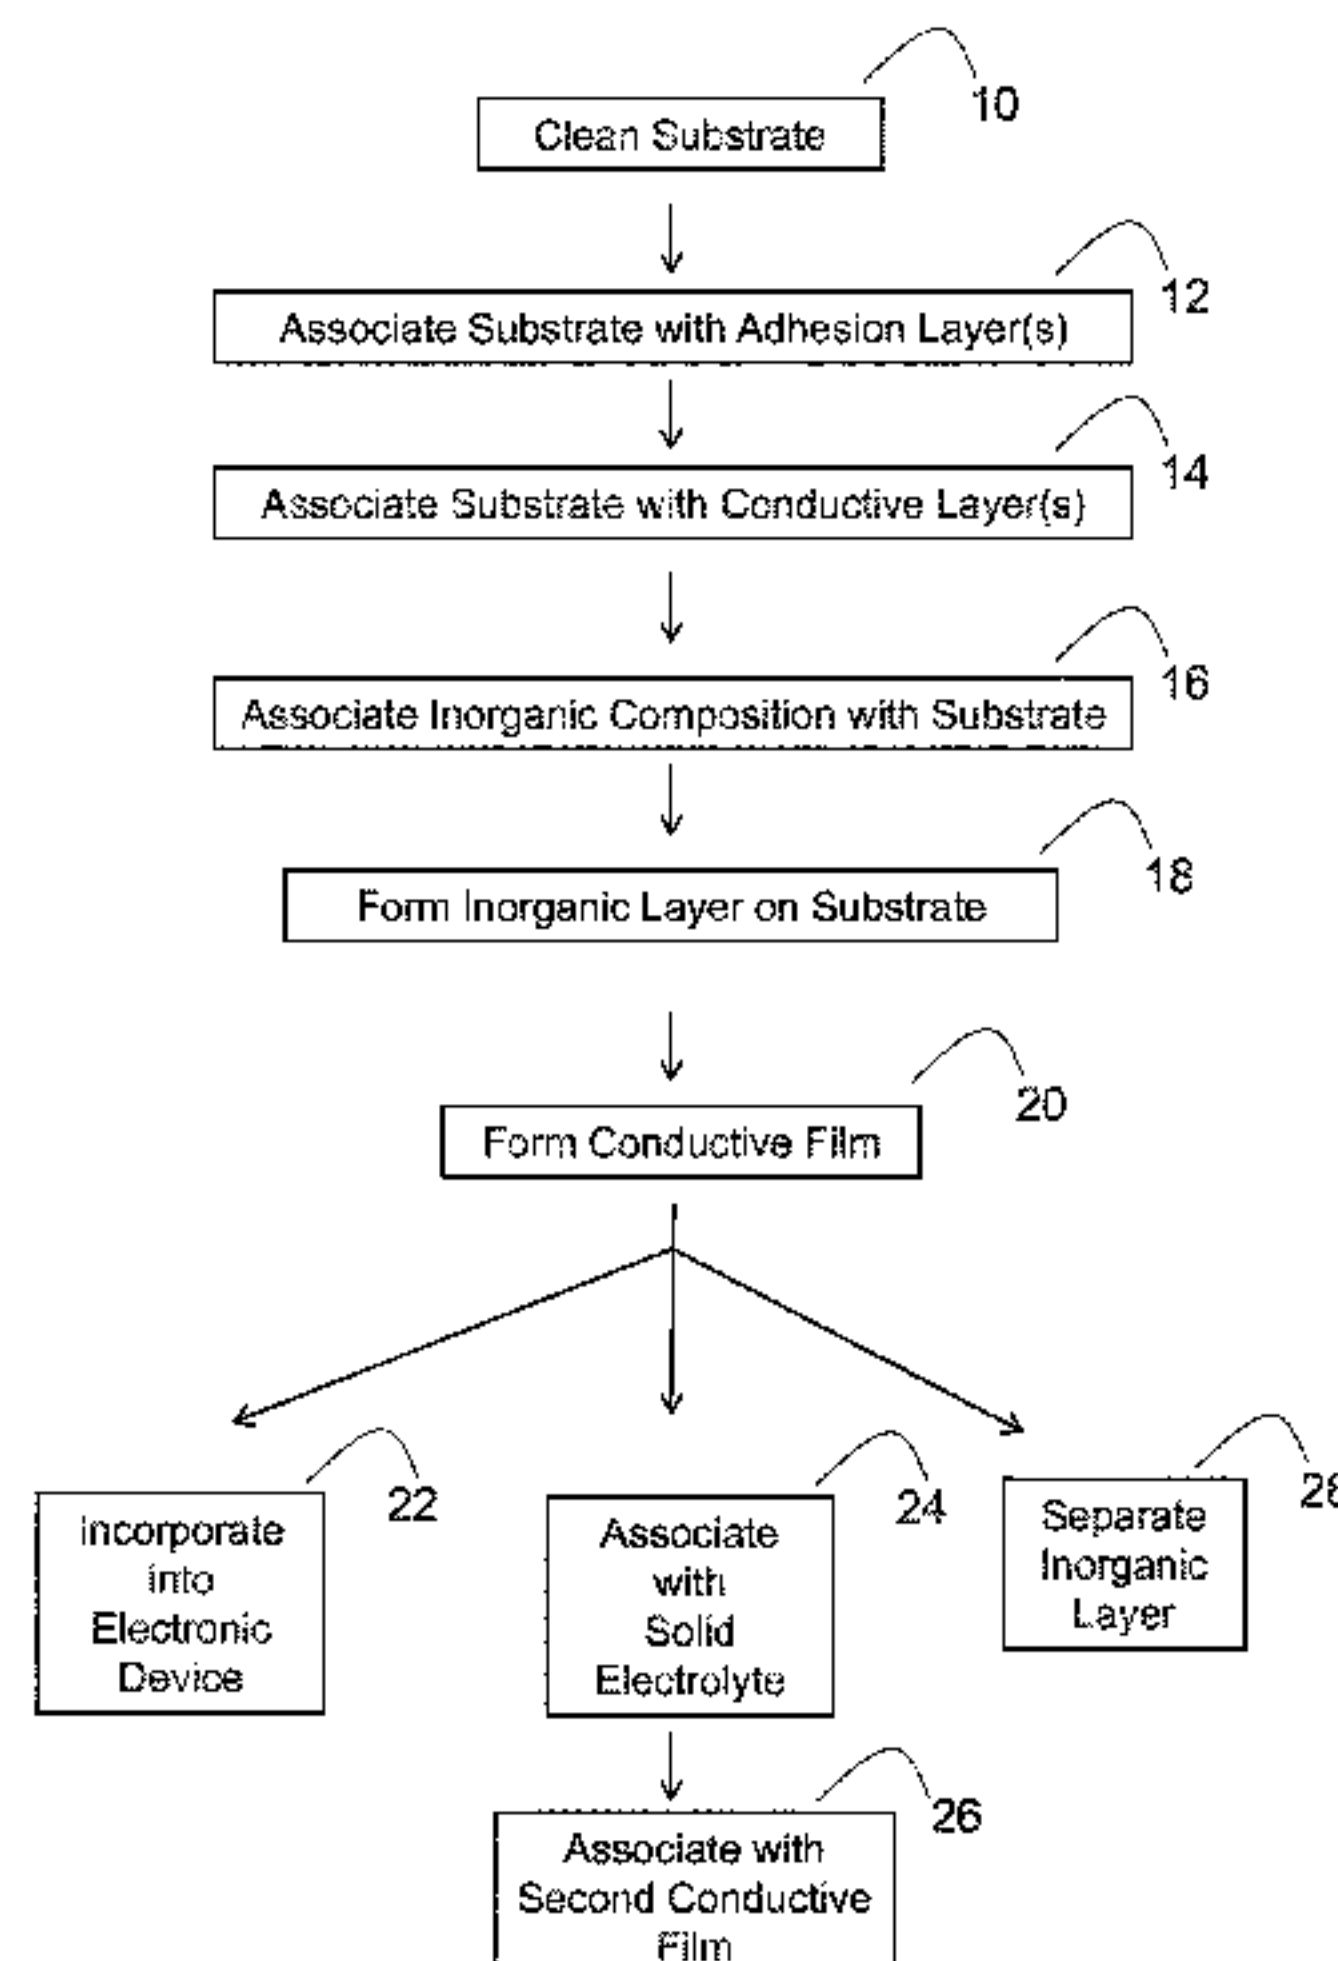 10
Clean Substrate
12
Associate Substrate with Adhesion Layer(s)
14
Associate Substrate with Conductive Layer(s)
16
Associate Inorganic Composition with Substrate
18
Form Inorganic Layer on Substrate
20
Form Conductive Film
22
Incorporate
into
Electronic
Device
24
Associate
with
Solid
Electrolyte
28
Separate
Inorganic
Layer
26
Associate with
Second Conductive
Film